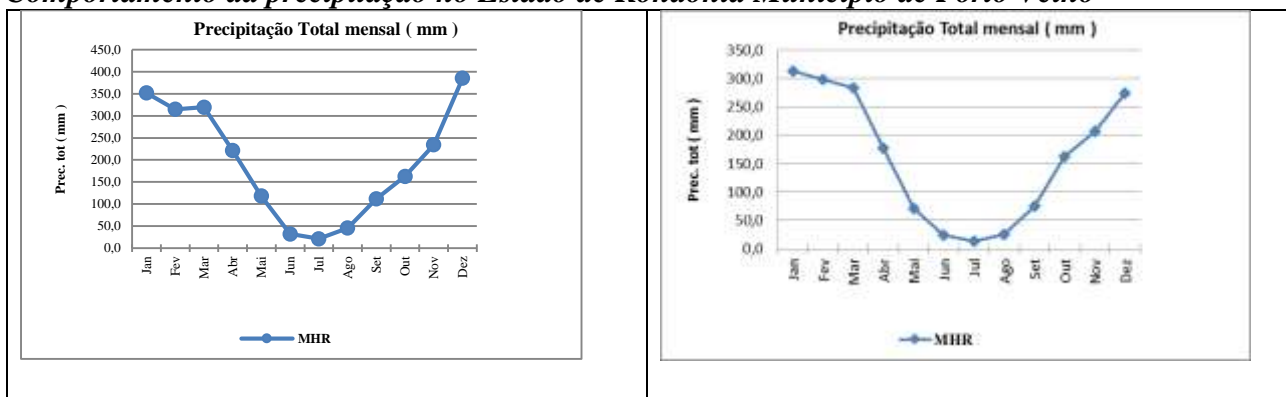 Comportamento da precipitação no Estado de Rondônia Município de Porto Velho
Precipitação Total mensal ( mm )
450,0
400,0
350,0
300,0
250,0
200,0
150,0
100,0
50,0
0,0
Prec. tot ( mm )
Jan Fev Mar Abr Mai Jun Jul Ago Set Out Nov Dez
MHR
Precipitação Total mensal ( mm )
350,0
300,0
250,0
200,0
150,0
100,0
50,0
0,0
Prec. tot ( mm )
Jan Fev Mar Abr Mai Jun Jul Ago Set Out Nov Dez
MHR